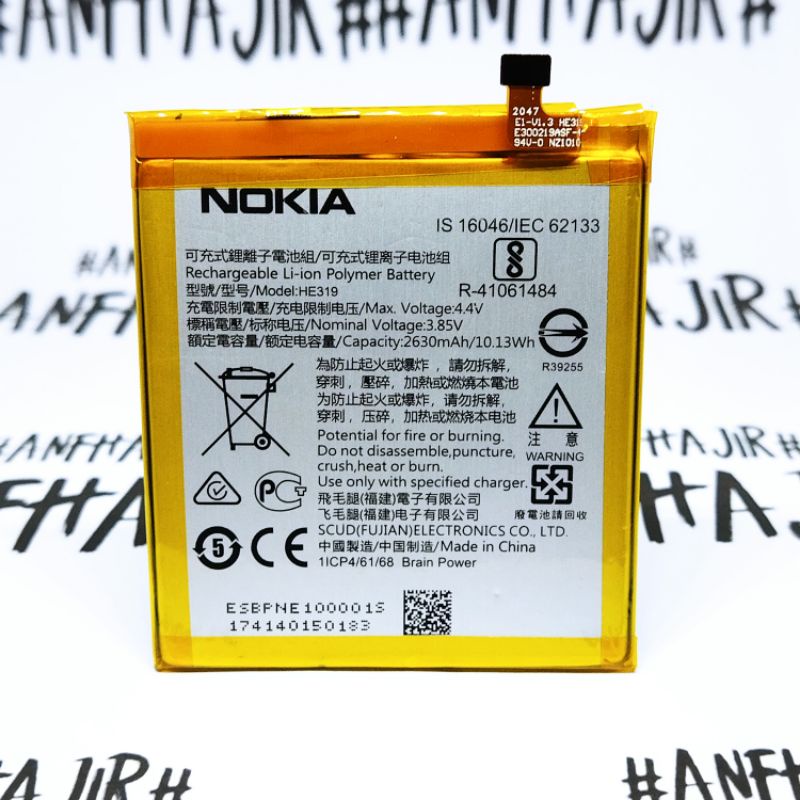 #ANFHAJIR#
2047
E1-V1.3 HE319
E300219ASF-
94V-0 NZ1010
NOKIA
IS 16046/IEC 62133
可充式鋰離子電池組/可充式锂离子电池组
Rechargeable Li-ion Polymer Battery
型號/型号/Model:HE319
R-41061484
充電限制電壓/充电限制电压/Max. Voltage:4.4V
標稱電壓/标称电压/Nominal Voltage:3.85V
額定電容量/额定电容量/Capacity:2630mAh/10.13Wh
R39255
為防止起火或爆炸，請勿拆解，
穿刺，壓碎，加熱或燃燒本電池
为防止起火或爆炸，请勿拆解，
穿刺，压碎，加热或燃烧本电池
注 意
WARNING
Potential for fire or burning.
Do not disassemble,puncture,
crush,heat or burn.
Use only with specified charger.
飛毛腿(福建)電子有限公司
飞毛腿(福建)电子有限公司
廢電池請回收
SCUD(FUJIAN)ELECTRONICS CO., LTD.
中國製造/中国制造/Made in China
1ICP4/61/68 Brain Power
5
CE
ESBPNE100001S
174140150183
#ANFHAJIR#
#ANFHA
AJIR#
#ANFHA